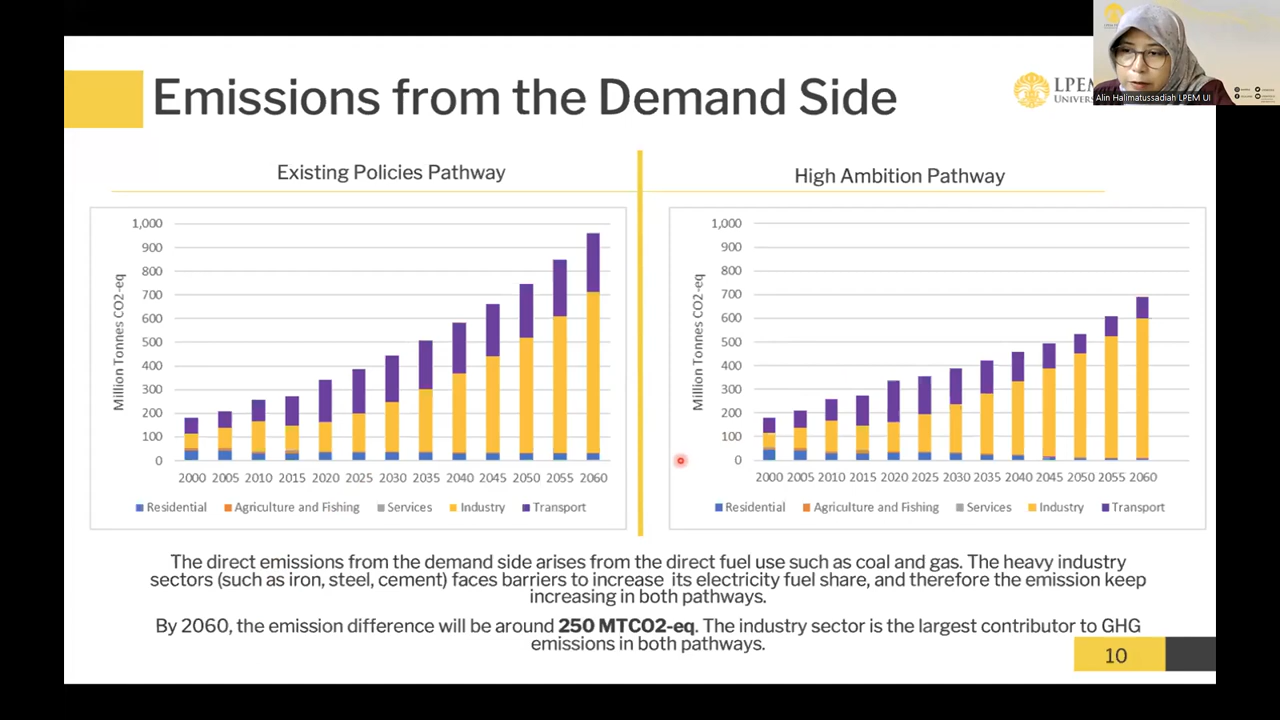 Emissions from the Demand Side
LPEM
UNIVERS
Alin Halimatussadiah LPEM UI
Existing Policies Pathway
High Ambition Pathway
1,000
900
800
700
600
500
400
300
200
100
0
Million Tonnes CO2-eq
2000 2005 2010 2015 2020 2025 2030 2035 2040 2045 2050 2055 2060
Residential Agriculture and Fishing Services Industry Transport
1,000
900
800
700
600
500
400
300
200
100
0
Million Tonnes CO2-eq
2000 2005 2010 2015 2020 2025 2030 2035 2040 2045 2050 2055 2060
Residential Agriculture and Fishing Services Industry Transport
The direct emissions from the demand side arises from the direct fuel use such as coal and gas. The heavy industry
sectors (such as iron, steel, cement) faces barriers to increase its electricity fuel share, and therefore the emission keep
increasing in both pathways.
By 2060, the emission difference will be around 250 MTCO2-eq. The industry sector is the largest contributor to GHG
emissions in both pathways.
10